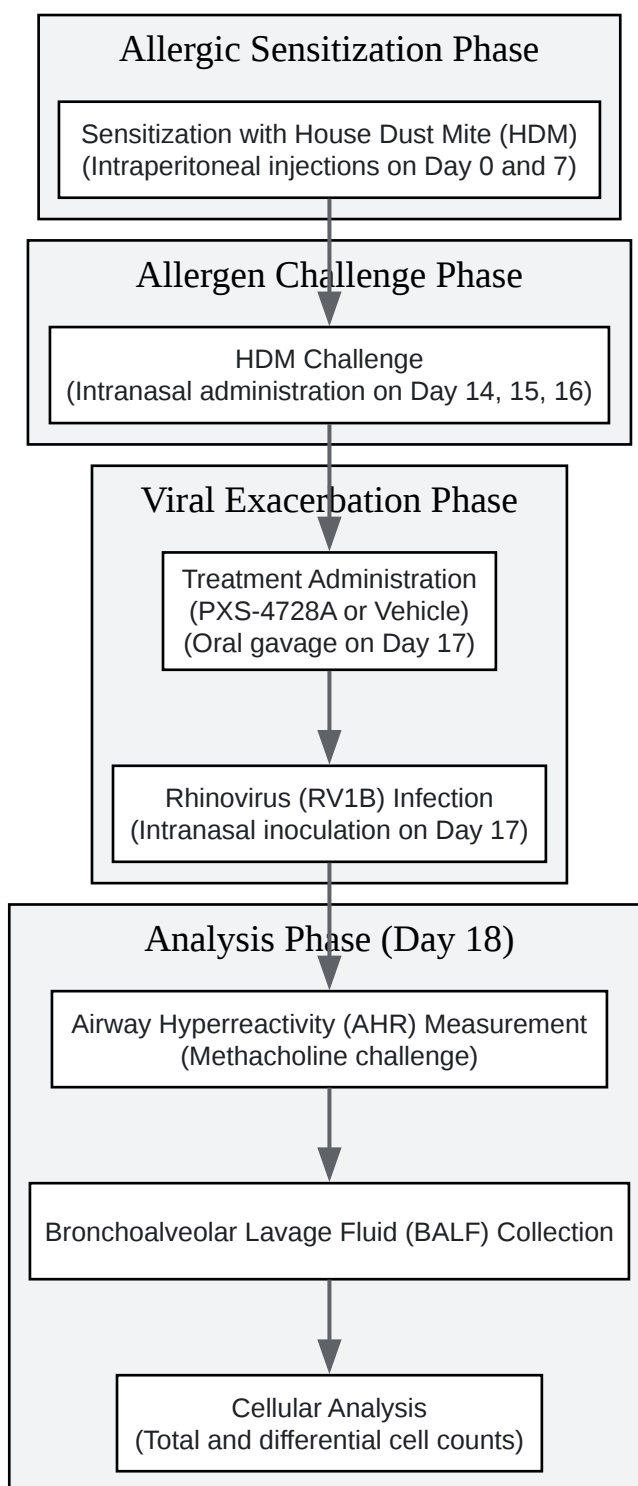 Allergic Sensitization Phase
Sensitization with House Dust Mite (HDM)
(Intraperitoneal injections on Day 0 and 7)
Allergen Challenge Phase
HDM Challenge
(Intranasal administration on Day 14, 15, 16)
Viral Exacerbation Phase
Treatment Administration
(PXS-4728A or Vehicle)
(Oral gavage on Day 17)
Rhinovirus (RV1B) Infection
(Intranasal inoculation on Day 17)
Analysis Phase (Day 18)
Airway Hyperreactivity (AHR) Measurement
(Methacholine challenge)
Bronchoalveolar Lavage Fluid (BALF) Collection
Cellular Analysis
(Total and differential cell counts)